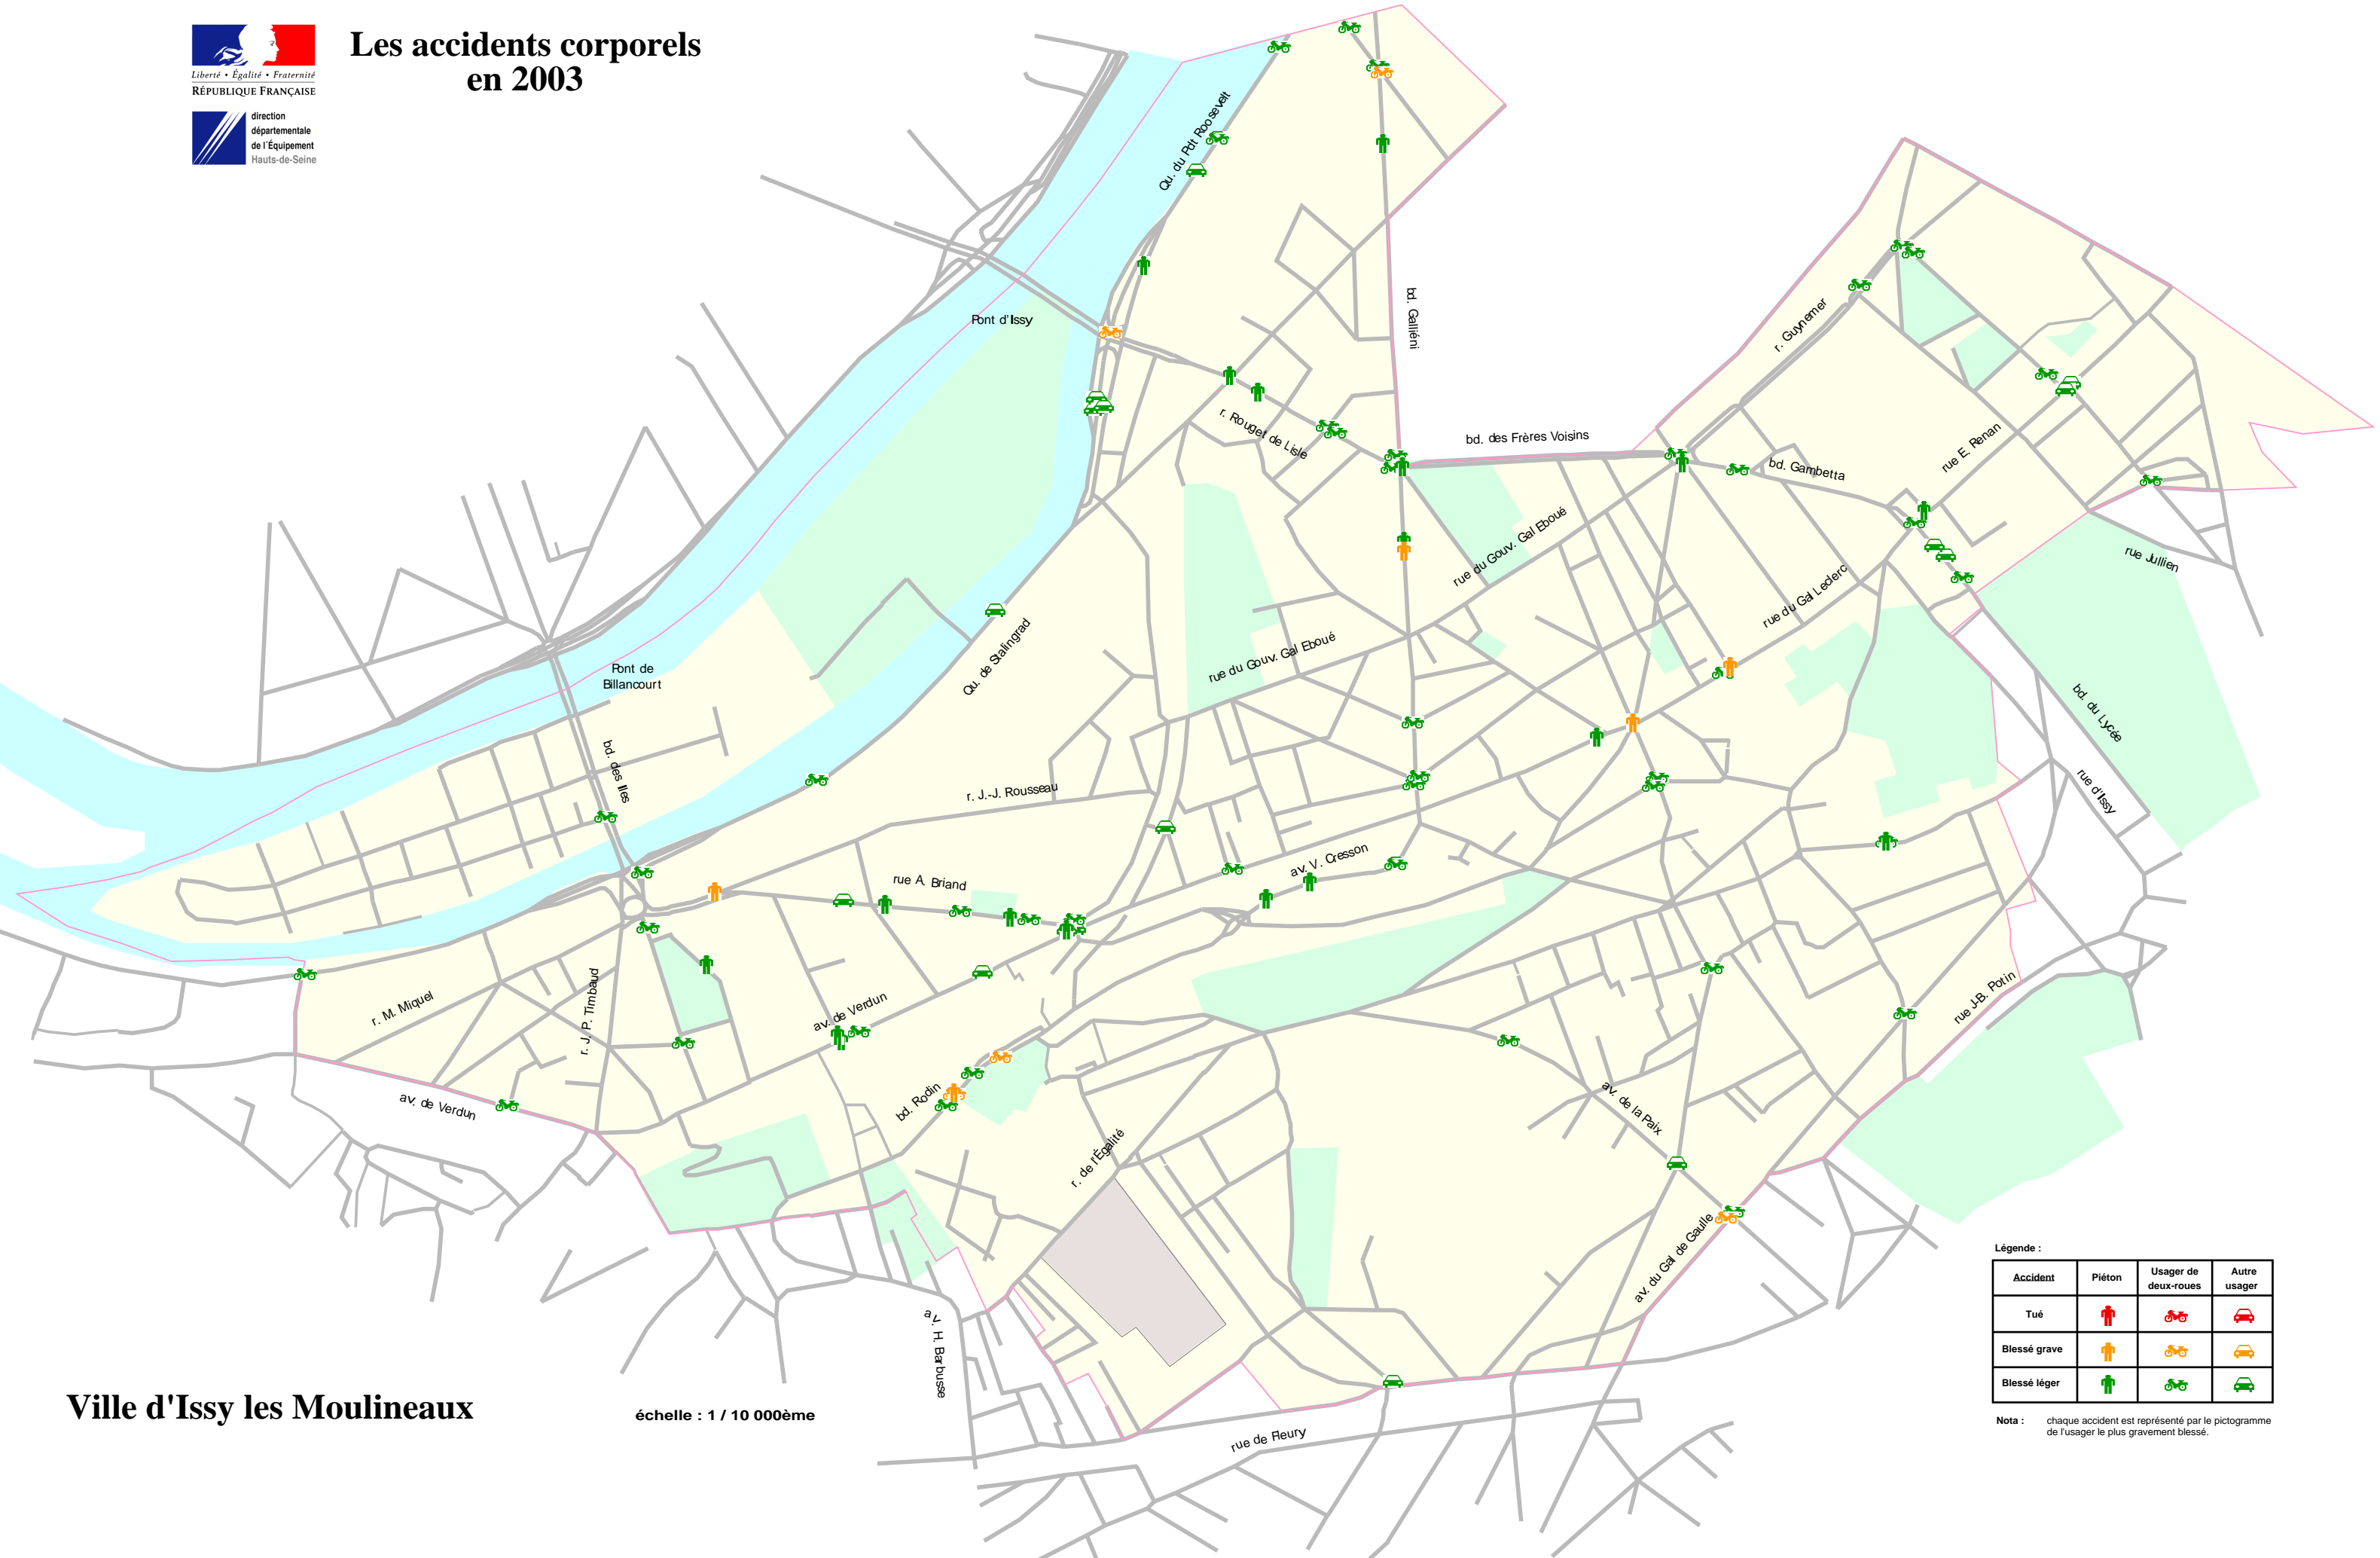 Les accidents corporels
en 2003
Liberté • Égalité • Fraternité
RÉPUBLIQUE FRANÇAISE
direction
départementale
de l'Équipement
Hauts-de-Seine
Qu. du Pdt Roosevelt
Pont d'Issy
bd. Galliéni
r. Guynemer
r. Rouget de Lisle
bd. des Frères Voisins
bd. Gambetta
rue E. Renan
rue du Gouv. Gal Eboué
rue Jullien
rue du Gal Leclerc
Qu. de Stalingrad
rue du Gouv. Gal Eboué
Pont de
Billancourt
bd. du Lycée
bd. des Iles
r. J.-J. Rousseau
rue d'Issy
av. V. Cresson
rue A. Briand
r. M. Miquel
r. J. P. Timbaud
av. de Verdun
rue J-B. Potin
av. de Verdun
bd. Rodin
av. de la Paix
r. de l'Égalité
av. du Gal de Gaulle
av. H. Barbusse
rue de Fleury
Ville d'Issy les Moulineaux
échelle : 1 / 10 000ème
Légende :
Accident Piéton Usager de deux-roues Autre usager
Tué
Blessé grave
Blessé léger
Nota : chaque accident est représenté par le pictogramme
de l'usager le plus gravement blessé.